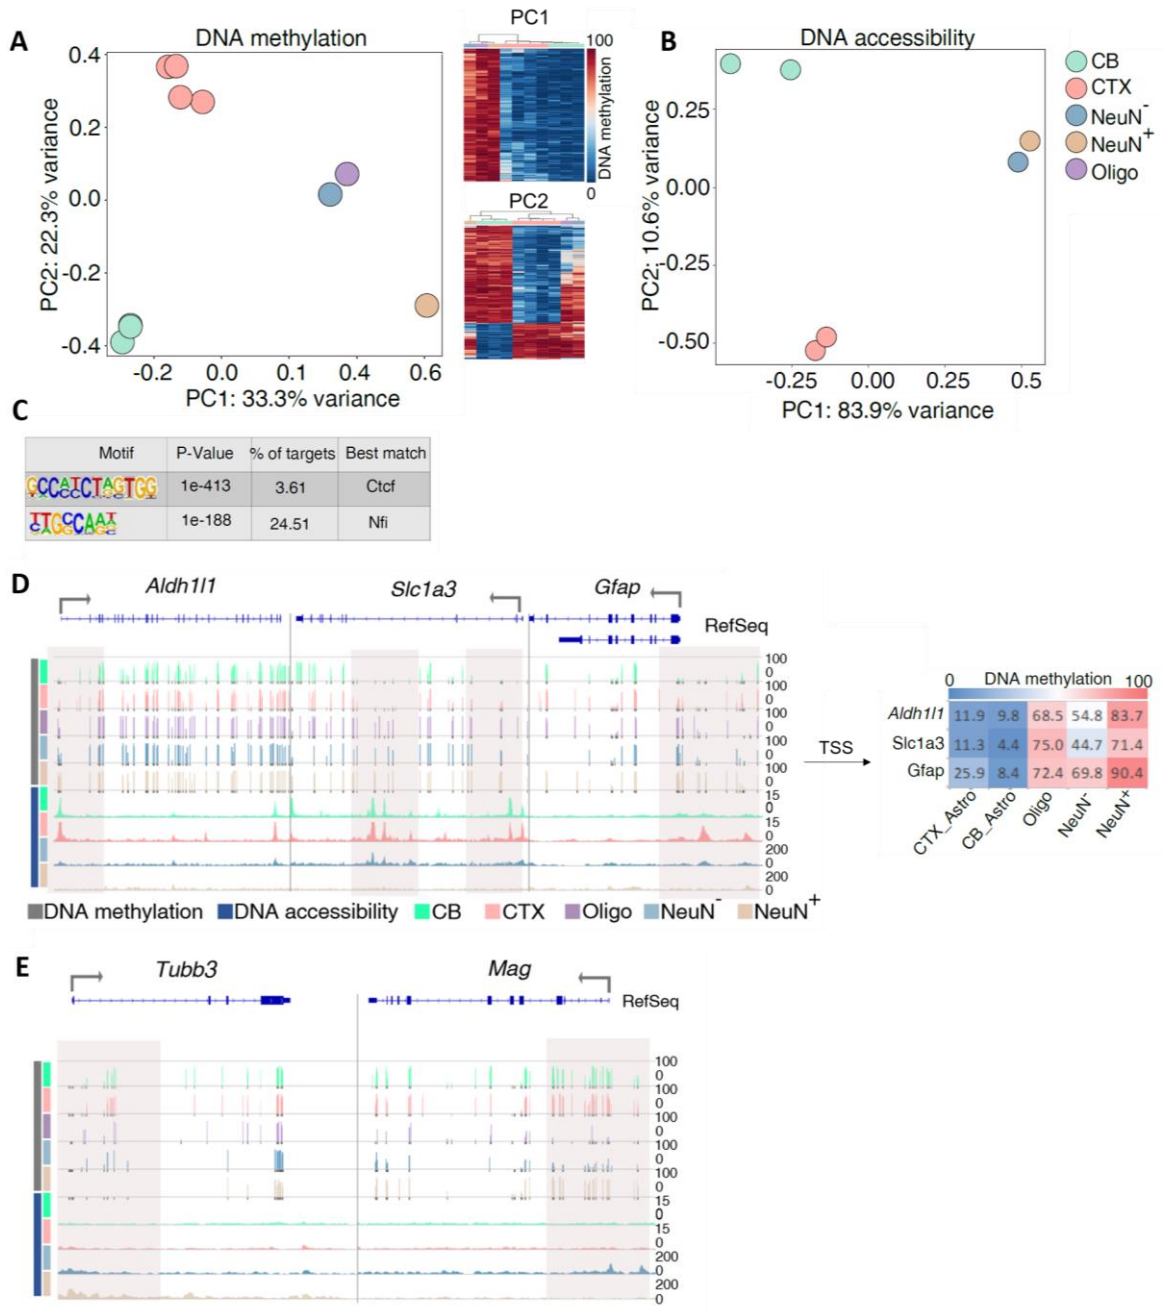 A
DNA methylation
PC2: 22.3% variance
0.4
0.2
0.0
-0.2
-0.4
-0.2 0.0 0.1 0.4 0.6
PC1: 33.3% variance
PC1
100
DNA methylation
0
PC2
B
DNA accessibility
PC2: 10.6% variance
0.25
0.00
-0.25
-0.50
-0.25 0.00 0.25 0.5
PC1: 83.9% variance
CB
CTX
NeuN-
NeuN+
Oligo
C
Motif P-Value % of targets Best match
GCCATCTAGTGG 1e-413 3.61 Ctcf
TTGCCAAT 1e-188 24.51 Nfi
D
Aldh1l1 Slc1a3 Gfap
RefSeq
100
0
100
0
100
0
100
0
100
0
15
0
15
0
200
0
200
0
TSS
0 DNA methylation 100
Aldh1l1 11.9 9.8 68.5 54.8 83.7
Slc1a3 11.3 4.4 75.0 44.7 71.4
Gfap 25.9 8.4 72.4 69.8 90.4
CTX_Astro CB_Astro Oligo NeuN- NeuN+
DNA methylation DNA accessibility CB CTX Oligo NeuN- NeuN+
E
Tubb3 Mag
RefSeq
100
0
100
0
100
0
100
0
100
0
15
0
15
0
200
0
200
0